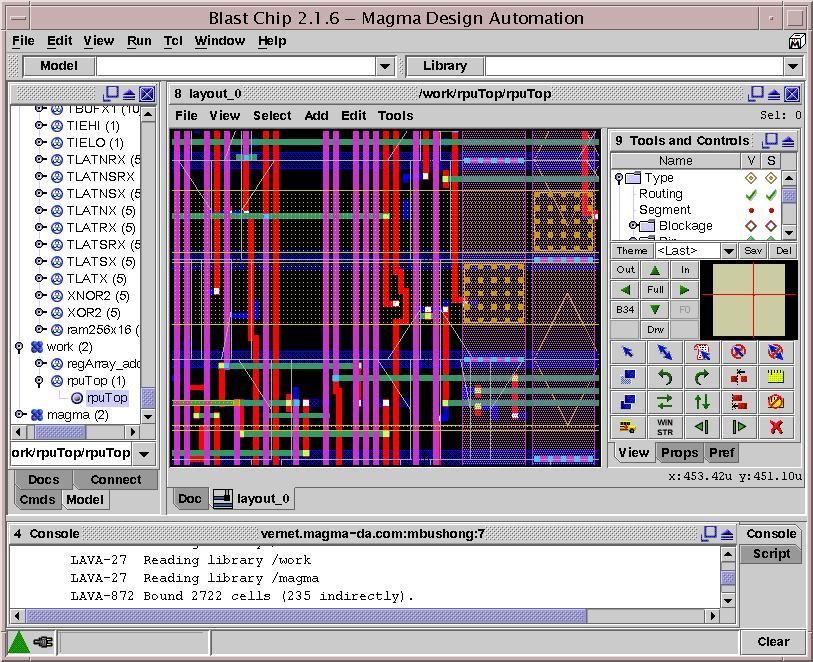 Blast Chip 2.1.6 – Magma Design Automation
File Edit View Run Tcl Window Help
Model Library
TIEHI (1)
TIELO (1)
TLATNRX (5
TLATNSRX
TLATNSX (5
TLATNX (5)
TLATRX (5)
TLATSRX (5
TLATSX (5)
TLATX (5)
XNOR2 (5)
XOR2 (5)
ram256x16 (
work (2)
regArray_add
rpuTop (1)
rpuTop
magma (2)
ork/rpuTop/rpuTop
Docs Connect
Cmds Model
8 layout_0 /work/rpuTop/rpuTop
File View Select Add Edit Tools Sel: 0
9 Tools and Controls
Name V S
Type
Routing
Segment
Blockage
Theme <Last> Sav Del
Out In
Full
B34 F0
Drw
WIN
STR
View Props Pref
x:453.42u y:451.10u
Doc layout_0
4 Console vernet.magma-da.com:mbushong:7
LAVA-27 Reading library /work
LAVA-27 Reading library /magma
LAVA-872 Bound 2722 cells (235 indirectly).
Console
Script
Clear